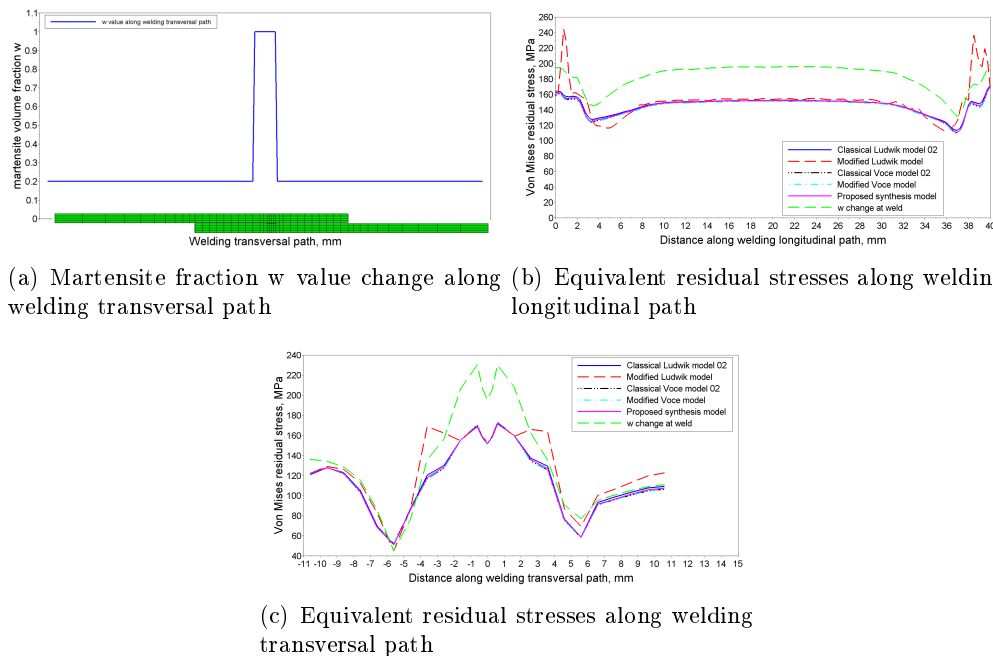 1.1
1
0.9
0.8
0.7
0.6
0.5
0.4
0.3
0.2
0.1
0
martensite volume fraction w
w value along welding transversal path
Welding transversal path, mm
(a) Martensite fraction w value change along
welding transversal path
260
240
220
200
180
160
140
120
100
80
60
40
20
0
Von Mises residual stress, MPa
Classical Ludwik model 02
Modified Ludwik model
Classical Voce model 02
Modified Voce model
Proposed synthesis model
w change at weld
0 2 4 6 8 10 12 14 16 18 20 22 24 26 28 30 32 34 36 38 40
Distance along welding longitudinal path, mm
(b) Equivalent residual stresses along weldin
longitudinal path
240
220
200
180
160
140
120
100
80
60
40
Von Mises residual stress, MPa
Classical Ludwik model 02
Modified Ludwik model
Classical Voce model 02
Modified Voce model
Proposed synthesis model
w change at weld
-11 -10 -9 -8 -7 -6 -5 -4 -3 -2 -1 0 1 2 3 4 5 6 7 8 9 10 11 12 13 14 15
Distance along welding transversal path, mm
(c) Equivalent residual stresses along welding
transversal path